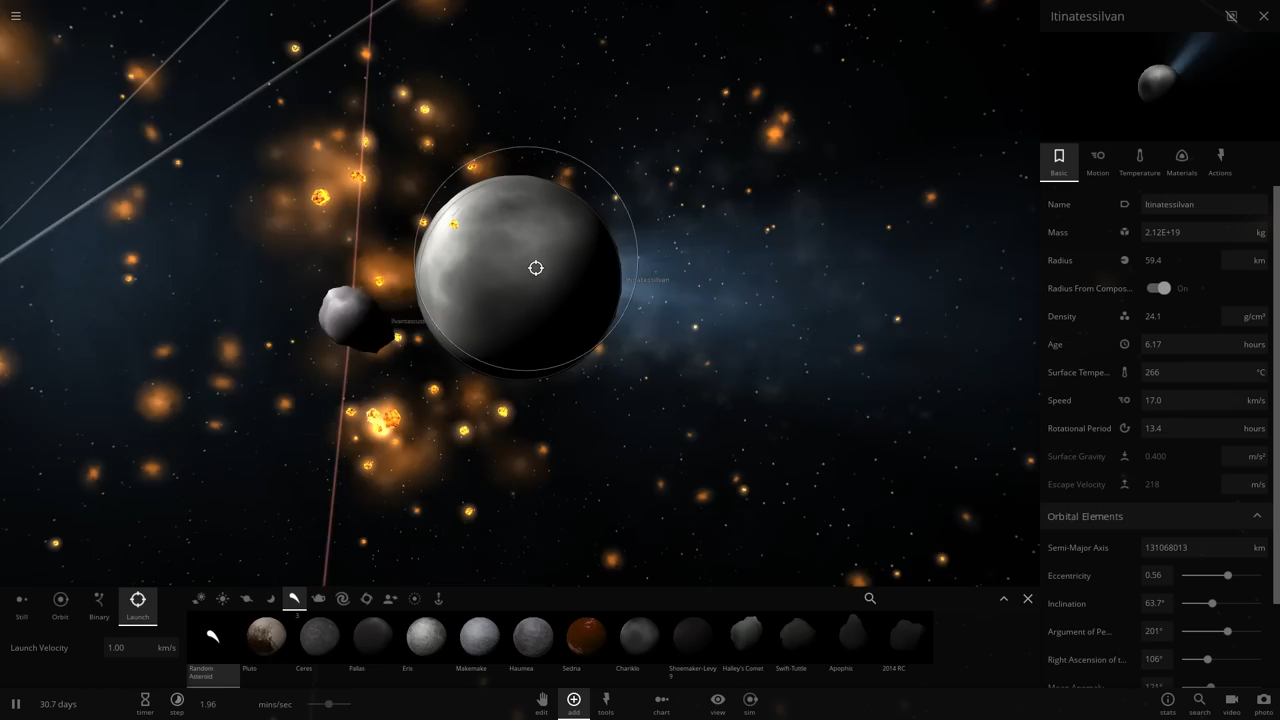 Itinatessilvan
Basic
Motion
Temperature
Materials
Actions
Name Itinatessilvan
Mass 2.12E+19 kg
Radius 59.4 km
Radius From Compos... On
Density 24.1 g/cm³
Age 6.17 hours
Surface Tempe... 266 °C
Speed 17.0 km/s
Rotational Period 13.4 hours
Surface Gravity 0.400 m/s²
Escape Velocity 218 m/s
Orbital Elements
Semi-Major Axis 131068013 km
Eccentricity 0.56
Inclination 63.7°
Argument of Pe... 201°
Right Ascension of t... 106°
Mean Anomaly 121°
Itinatessilvan
Still
Orbit
Binary
Launch
3
Launch Velocity 1.00 km/s
Random Asteroid
Pluto
Ceres
Pallas
Eris
Makemake
Haumea
Sedna
Chariklo
Shoemaker-Levy 9
Halley's Comet
Swift-Tuttle
Apophis
2014 RC
30.7 days
timer
step
1.96 mins/sec
edit
add
tools
chart
view
sim
stats
search
video
photo